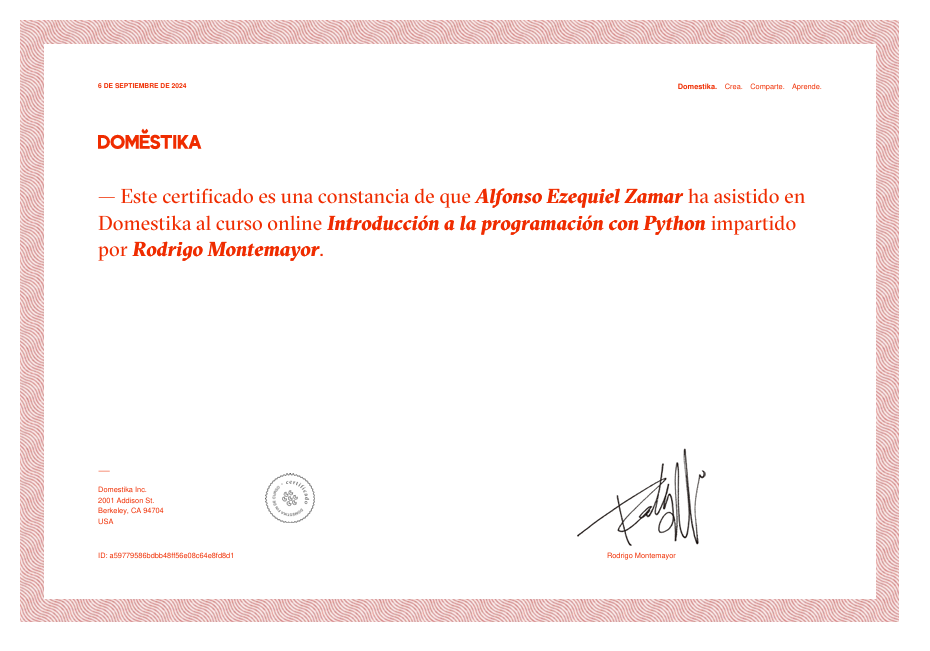 6 DE SEPTIEMBRE DE 2024
Domestika. Crea. Comparte. Aprende.
DOMĔSTIKA
— Este certificado es una constancia de que Alfonso Ezequiel Zamar ha asistido en
Domestika al curso online Introducción a la programación con Python impartido
por Rodrigo Montemayor.
—
Domestika Inc.
2001 Addison St.
Berkeley, CA 94704
USA
certificado
ID: a59779586bdbb48ff56e08c64e8fd8d1
Rodrigo Montemayor